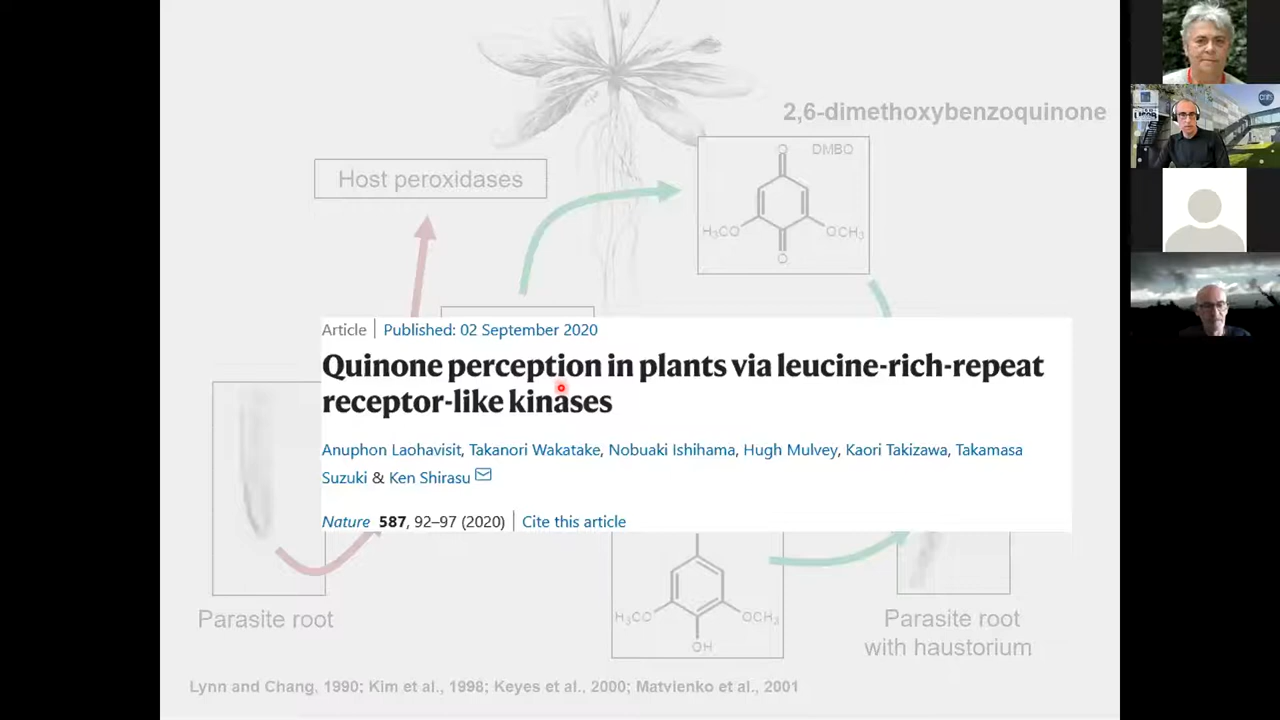 2,6-dimethoxybenzoquinone
DMBQ
Host peroxidases
O
H₃CO
OCH₃
O
Article | Published: 02 September 2020
Quinone perception in plants via leucine-rich-repeat
receptor-like kinases
Anuphon Laohavisit, Takanori Wakatake, Nobuaki Ishihama, Hugh Mulvey, Kaori Takizawa, Takamasa
Suzuki & Ken Shirasu
Nature 587, 92–97 (2020) | Cite this article
H₃CO
OCH₃
OH
Parasite root
Parasite root
with haustorium
Lynn and Chang, 1990; Kim et al., 1998; Keyes et al., 2000; Matvienko et al., 2001